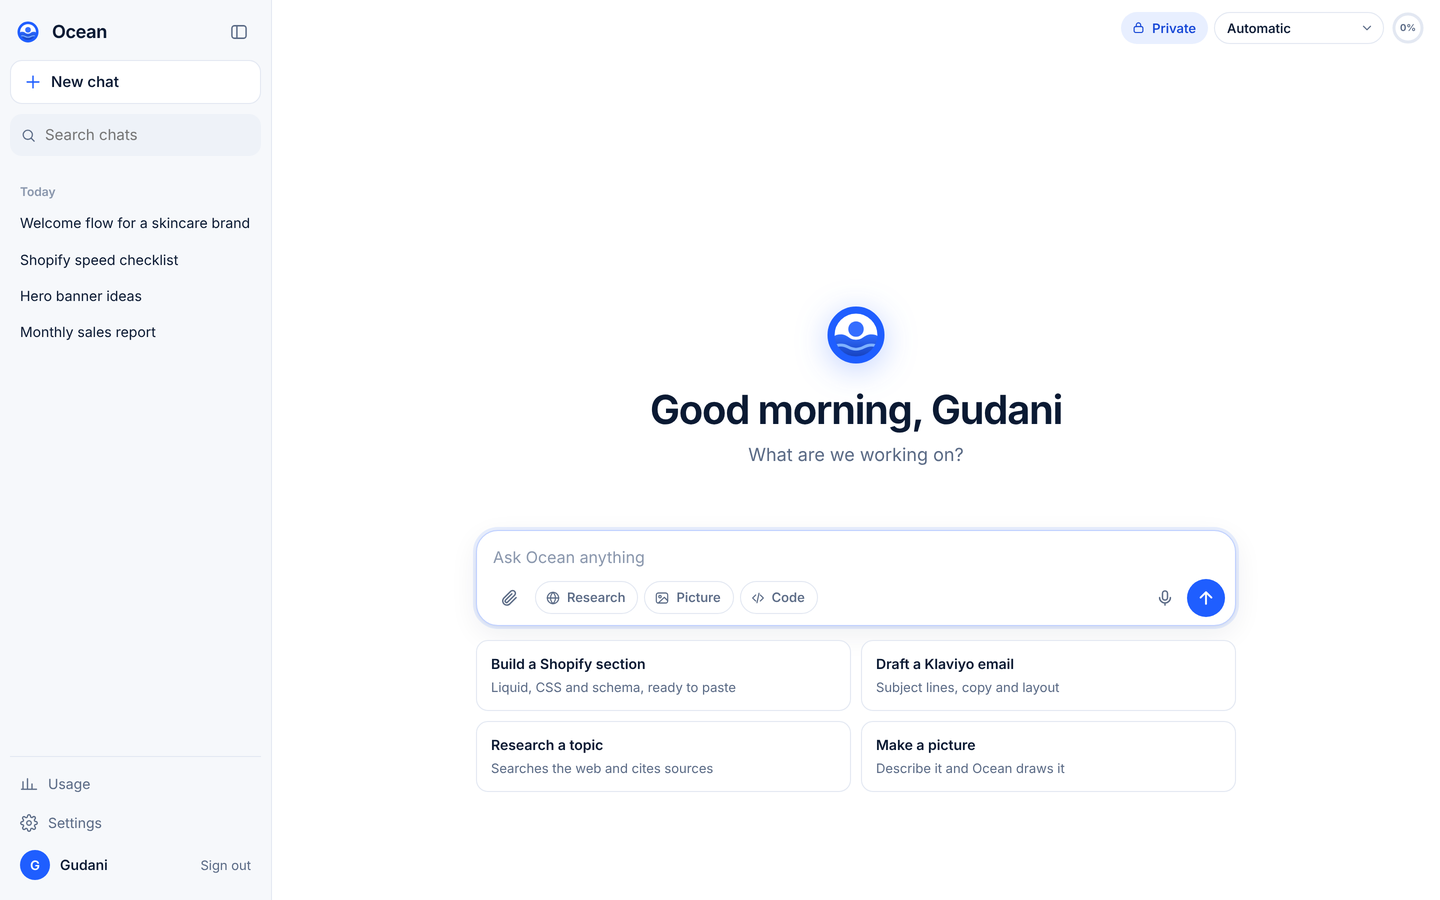 Ocean
New chat
Search chats
Today
Welcome flow for a skincare brand
Shopify speed checklist
Hero banner ideas
Monthly sales report
Usage
Settings
G
Gudani
Sign out
Private
Automatic
0%
Good morning, Gudani
What are we working on?
Ask Ocean anything
Research
Picture
Code
Build a Shopify section
Liquid, CSS and schema, ready to paste
Draft a Klaviyo email
Subject lines, copy and layout
Research a topic
Searches the web and cites sources
Make a picture
Describe it and Ocean draws it